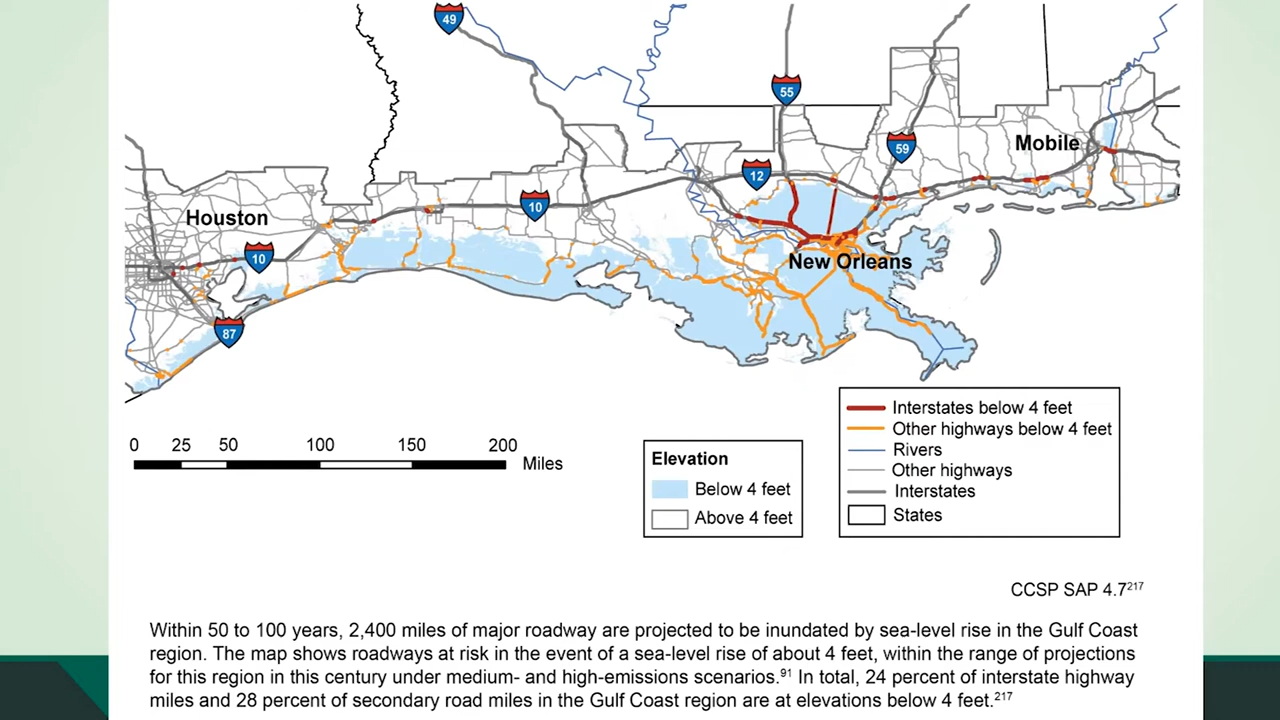 49
55
59
Mobile
12
10
Houston
10
New Orleans
87
0 25 50 100 150 200
Miles
Elevation
Below 4 feet
Above 4 feet
Interstates below 4 feet
Other highways below 4 feet
Rivers
Other highways
Interstates
States
CCSP SAP 4.7217
Within 50 to 100 years, 2,400 miles of major roadway are projected to be inundated by sea-level rise in the Gulf Coast
region. The map shows roadways at risk in the event of a sea-level rise of about 4 feet, within the range of projections
for this region in this century under medium- and high-emissions scenarios.91 In total, 24 percent of interstate highway
miles and 28 percent of secondary road miles in the Gulf Coast region are at elevations below 4 feet.217